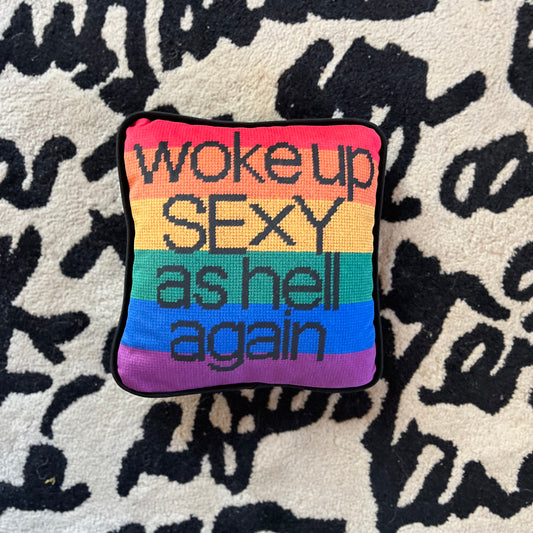 woke up
SExY
as hell
again